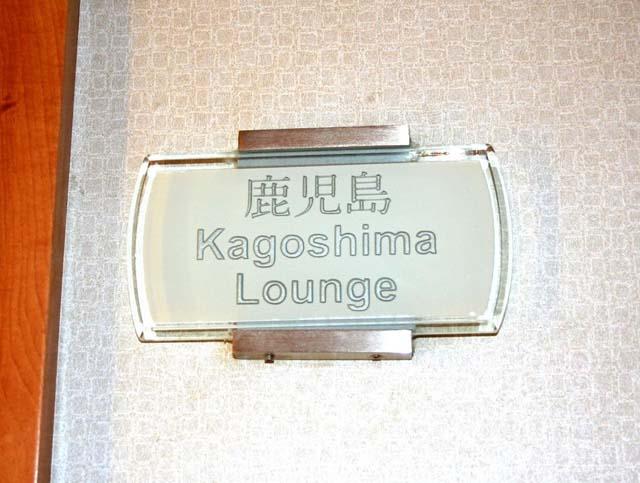 鹿児島
Kagoshima
Lounge